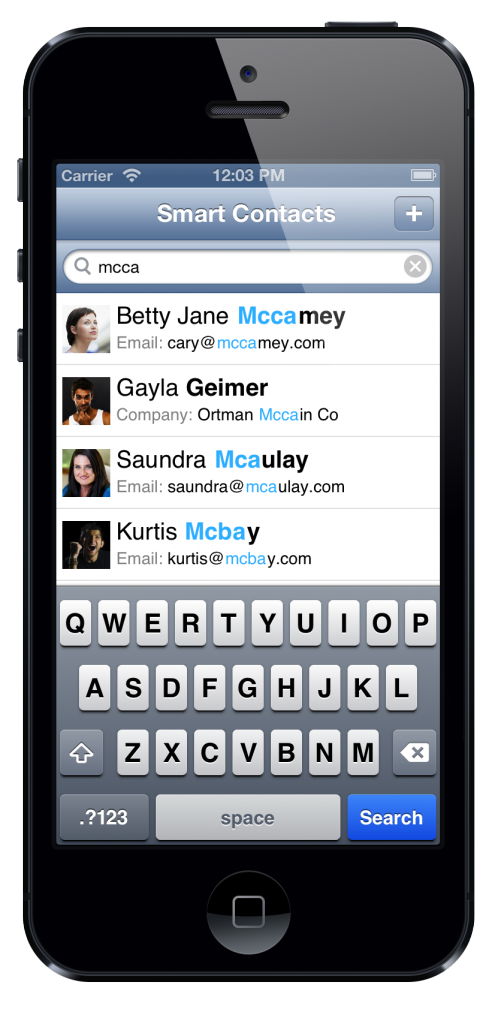 Carrier 12:03 PM
Smart Contacts +
mcca
Betty Jane Mccamey
Email: cary@mccamey.com
Gayla Geimer
Company: Ortman Mccain Co
Saundra Mcaulay
Email: saundra@mcaulay.com
Kurtis Mcbay
Email: kurtis@mcbay.com
Q W E R T Y U I O P
A S D F G H J K L
Z X C V B N M
.?123 space Search